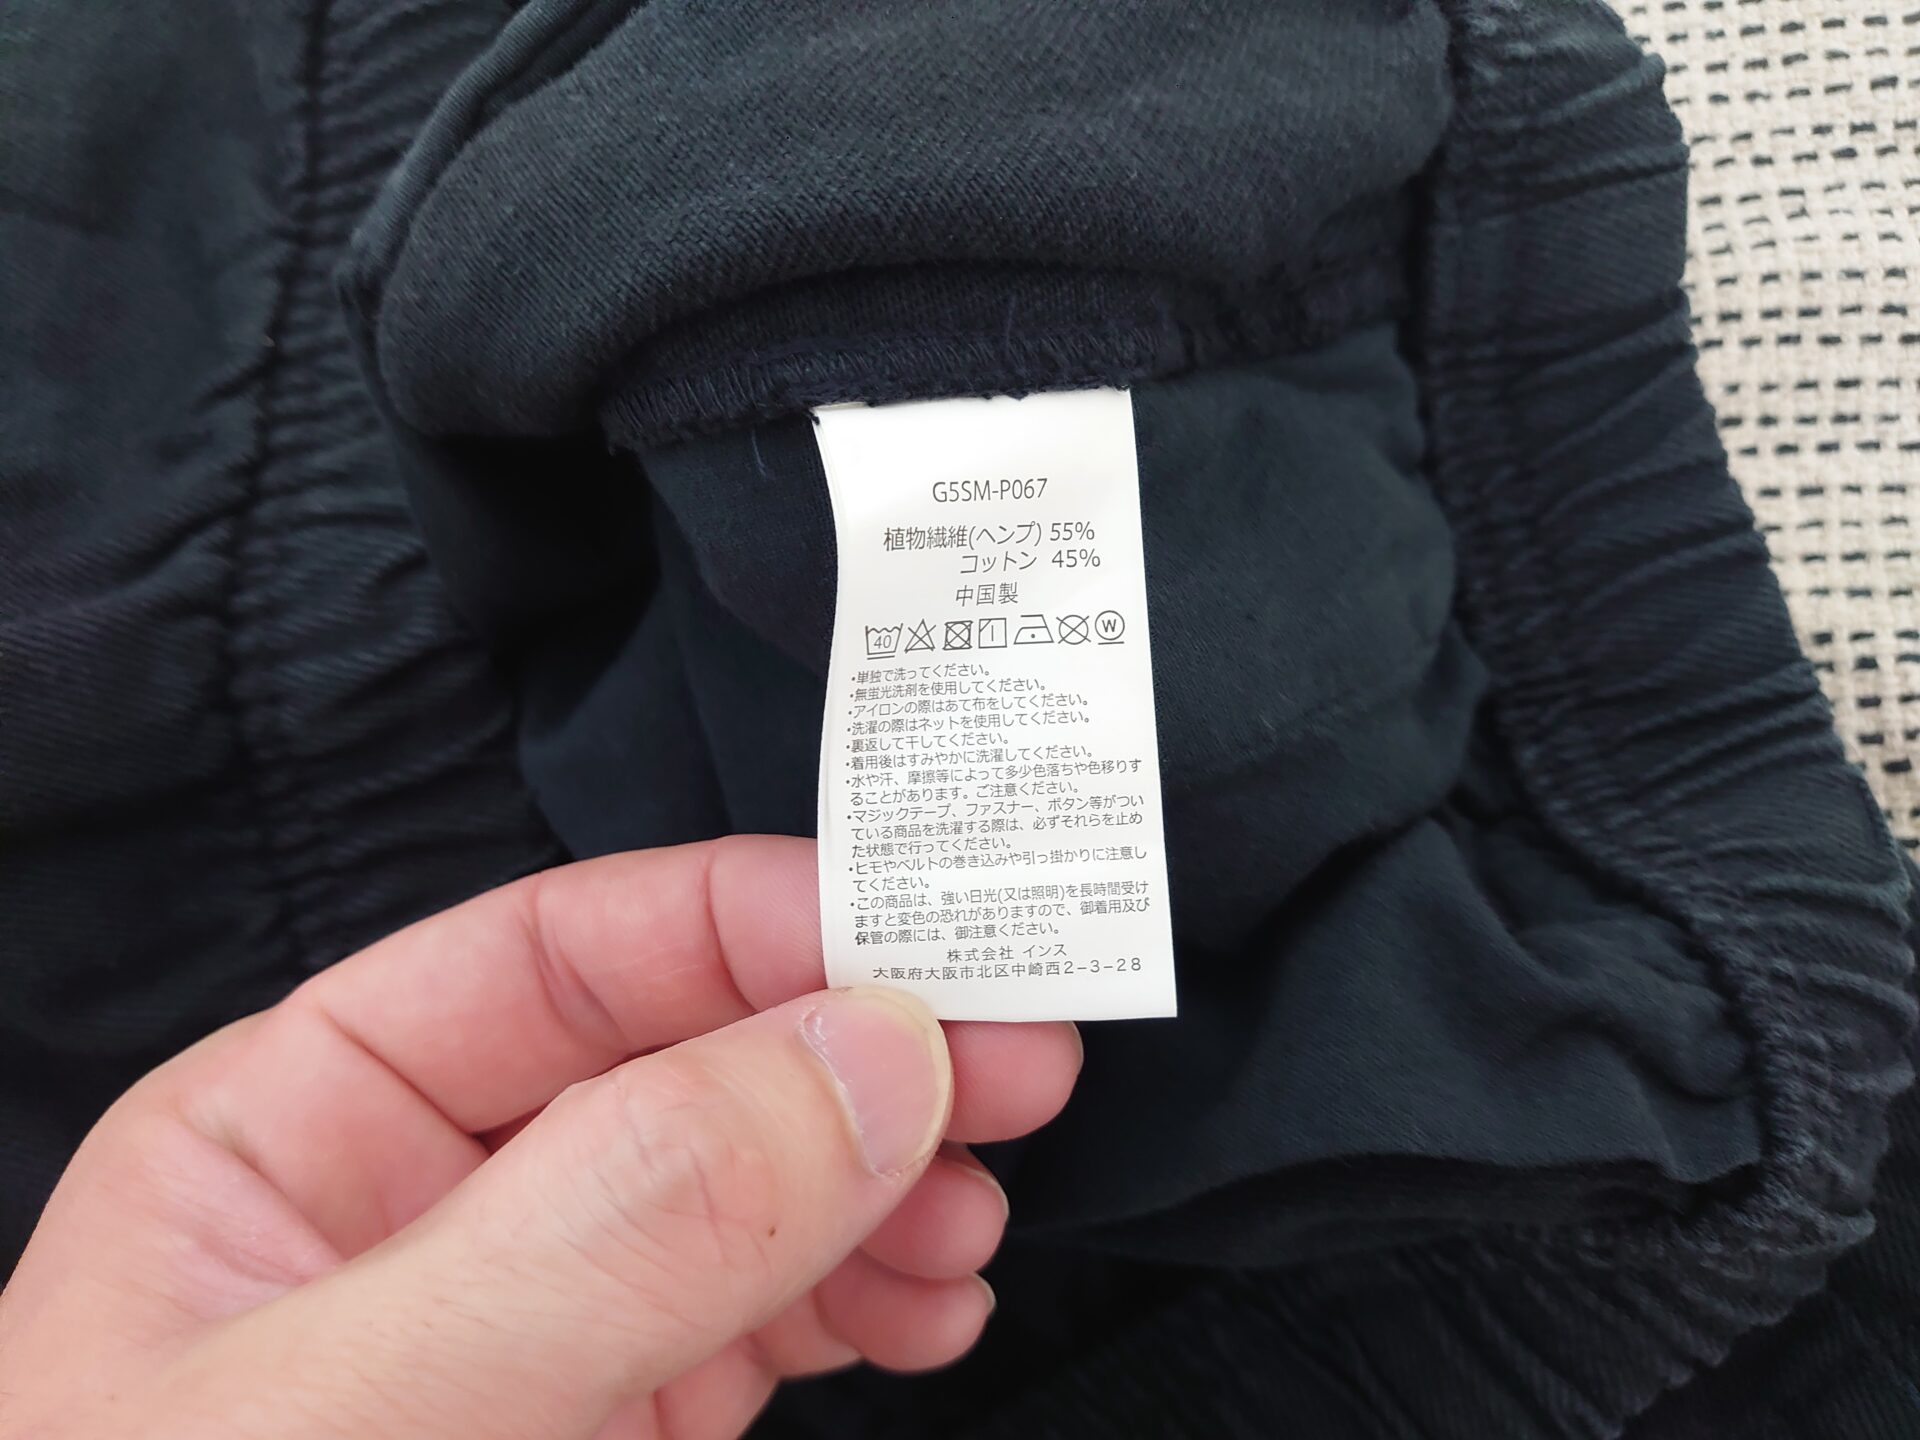 G5SM-P067
植物繊維(ヘンプ) 55%
コットン 45%
中国製
40 W
・単独で洗ってください。
・無蛍光洗剤を使用してください。
・アイロンの際はあて布をしてください。
・洗濯の際はネットを使用してください。
・裏返して干してください。
・着用後はすみやかに洗濯してください。
・水や汗、摩擦等によって多少色落ちや色移りす
ることがあります。ご注意ください。
・マジックテープ、ファスナー、ボタン等がつい
ている商品を洗濯する際は、必ずそれらを止め
た状態で行ってください。
・ヒモやベルトの巻き込みや引っ掛かりに注意し
てください。
・この商品は、強い日光(又は照明)を長時間受け
ますと変色の恐れがありますので、御着用及び
保管の際には、御注意ください。
株式会社 インス
大阪府大阪市北区中崎西2-3-28